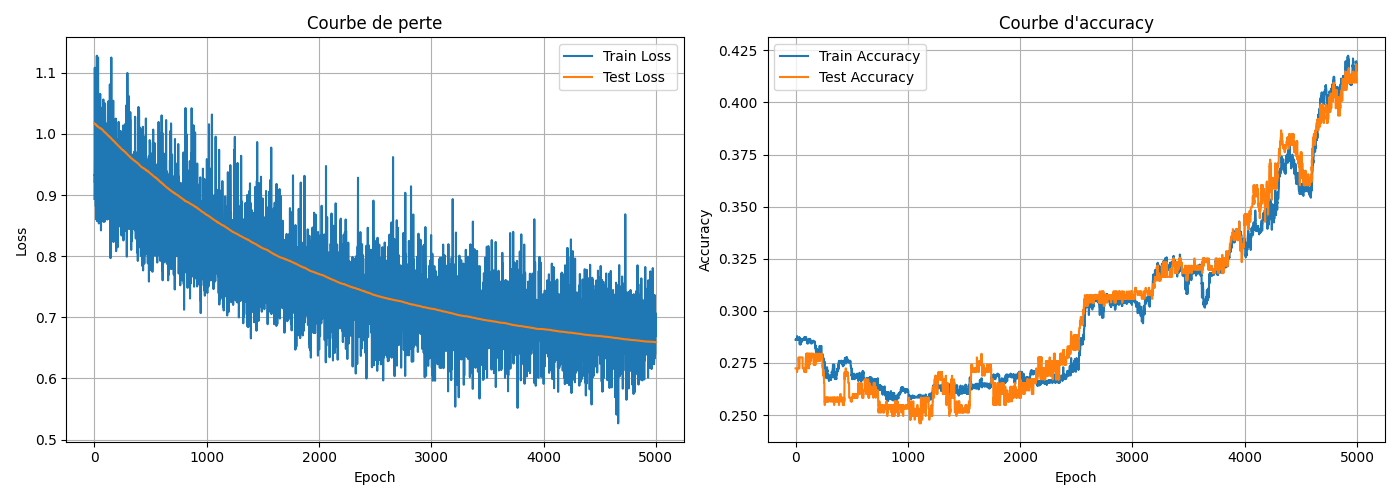 Courbe de perte
Train Loss
Test Loss
1.1
1.0
0.9
0.8
0.7
0.6
0.5
Loss
0
1000
2000
3000
4000
5000
Epoch
Courbe d'accuracy
Train Accuracy
Test Accuracy
0.425
0.400
0.375
0.350
0.325
0.300
0.275
0.250
Accuracy
0
1000
2000
3000
4000
5000
Epoch